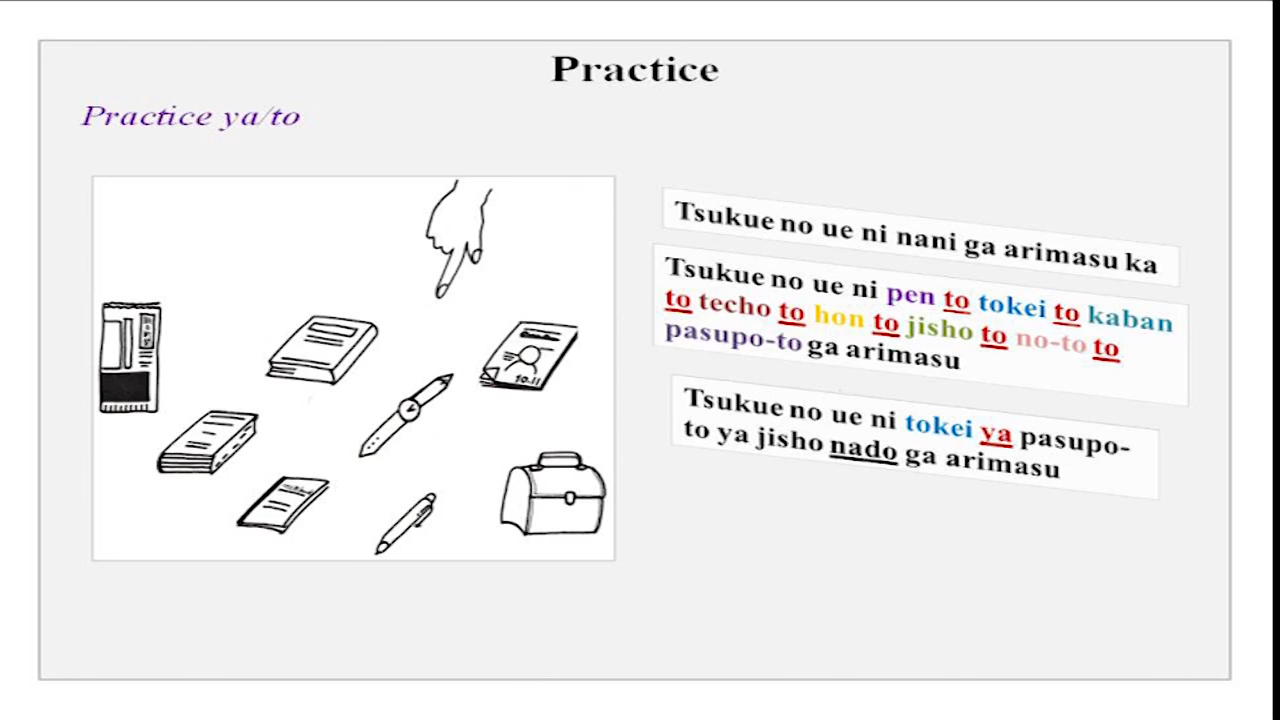 Practice
Practice ya/to
Tsukue no ue ni nani ga arimasu ka
Tsukue no ue ni pen to tokei to kaban
to techo to hon to jisho to no-to to
pasupo-to ga arimasu
Tsukue no ue ni tokei ya pasupo-
to ya jisho nado ga arimasu
10.11